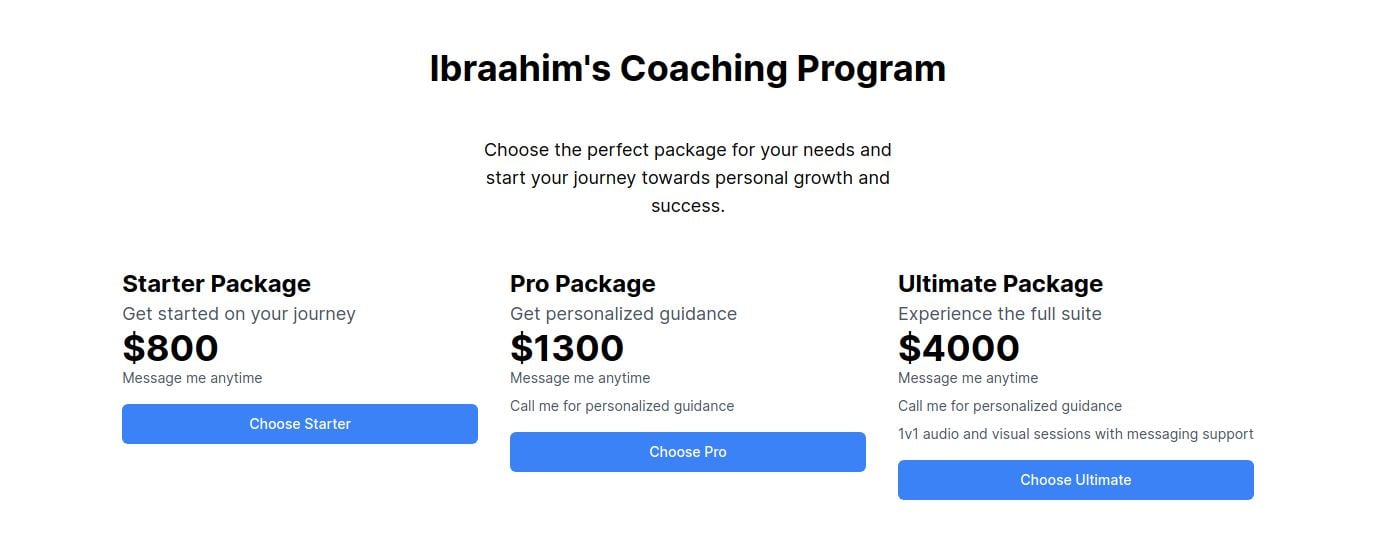 Ibraahim's Coaching Program
Choose the perfect package for your needs and
start your journey towards personal growth and
success.
Starter Package
Get started on your journey
$800
Message me anytime
Choose Starter
Pro Package
Get personalized guidance
$1300
Message me anytime
Call me for personalized guidance
Choose Pro
Ultimate Package
Experience the full suite
$4000
Message me anytime
Call me for personalized guidance
1v1 audio and visual sessions with messaging support
Choose Ultimate